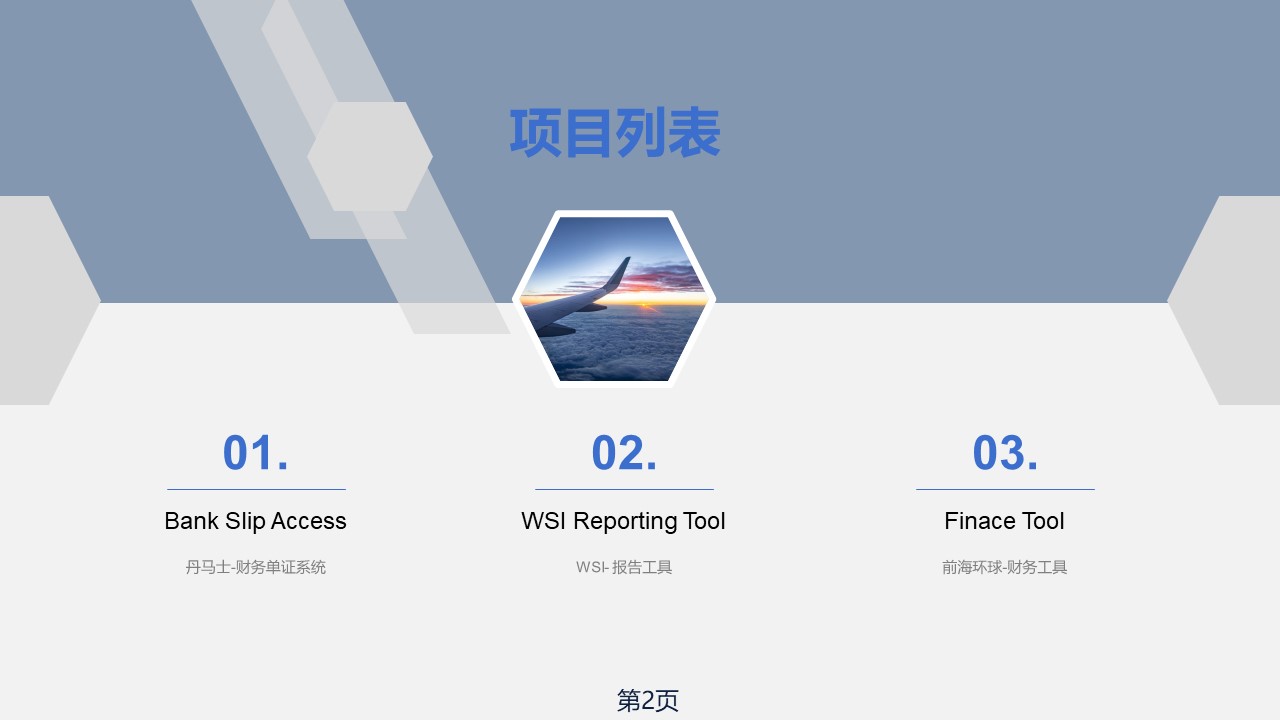 项目列表
01.
Bank Slip Access
丹马士-财务单证系统
02.
WSI Reporting Tool
WSI- 报告工具
03.
Finace Tool
前海环球-财务工具
第2页